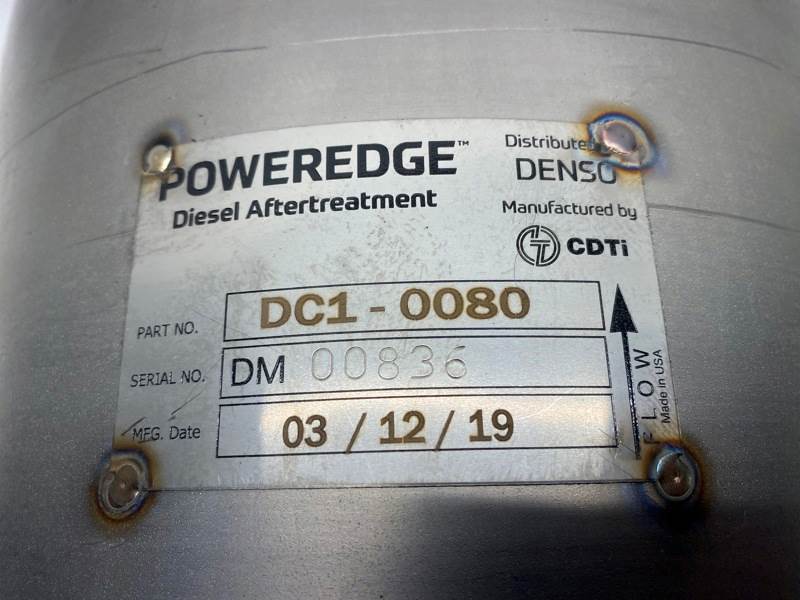 POWEREDGE™
Diesel Aftertreatment
Distribute
DENSO
Manufactured by
CDTi
PART NO. DC1 - 0080
SERIAL NO. DM 00836
MFG. Date 03 / 12 / 19
FLOW
Made in USA